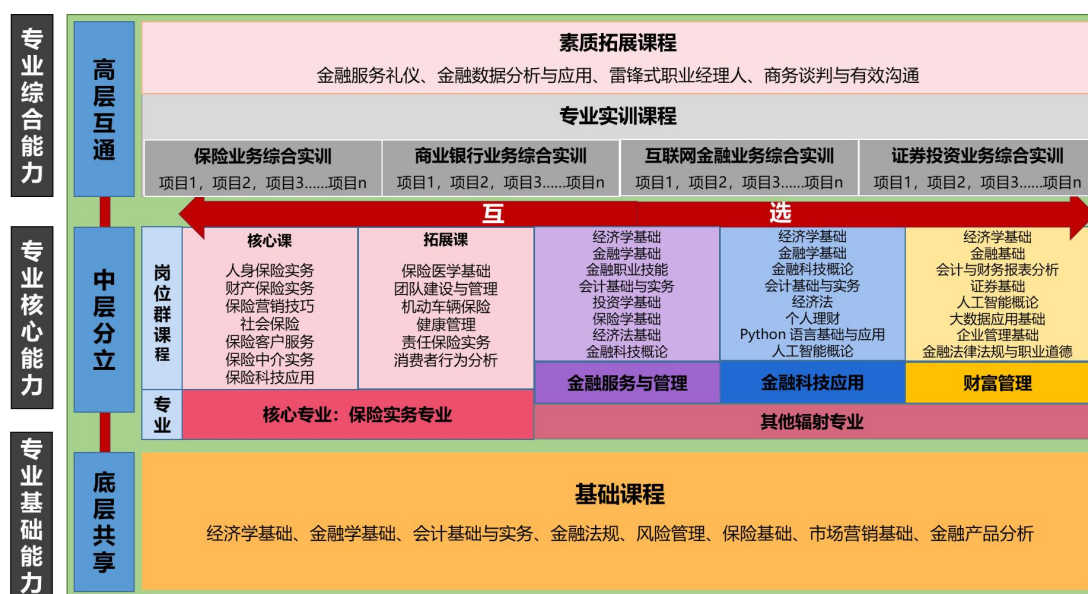 专业综合能力
高层互通
素质拓展课程
金融服务礼仪、金融数据分析与应用、雷锋式职业经理人、商务谈判与有效沟通
专业实训课程
保险业务综合实训
项目1，项目2，项目3……项目n
商业银行业务综合实训
项目1，项目2，项目3……项目n
互联网金融业务综合实训
项目1，项目2，项目3……项目n
证券投资业务综合实训
项目1，项目2，项目3……项目n
互 选
专业核心能力
中层分立
岗位群课程
核心课
人身保险实务
财产保险实务
保险营销技巧
社会保险
保险客户服务
保险中介实务
保险科技应用
拓展课
保险医学基础
团队建设与管理
机动车辆保险
健康管理
责任保险实务
消费者行为分析
经济学基础
金融学基础
金融职业技能
会计基础与实务
投资学基础
保险学基础
经济法基础
金融科技概论
金融服务与管理
经济学基础
金融学基础
金融科技概论
会计基础与实务
经济法
个人理财
Python 语言基础与应用
人工智能概论
金融科技应用
经济学基础
金融基础
会计与财务报表分析
证券基础
人工智能概论
大数据应用基础
企业管理基础
金融法律法规与职业道德
财富管理
专业
核心专业：保险实务专业
其他辐射专业
专业基础能力
底层共享
基础课程
经济学基础、金融学基础、会计基础与实务、金融法规、风险管理、保险基础、市场营销基础、金融产品分析